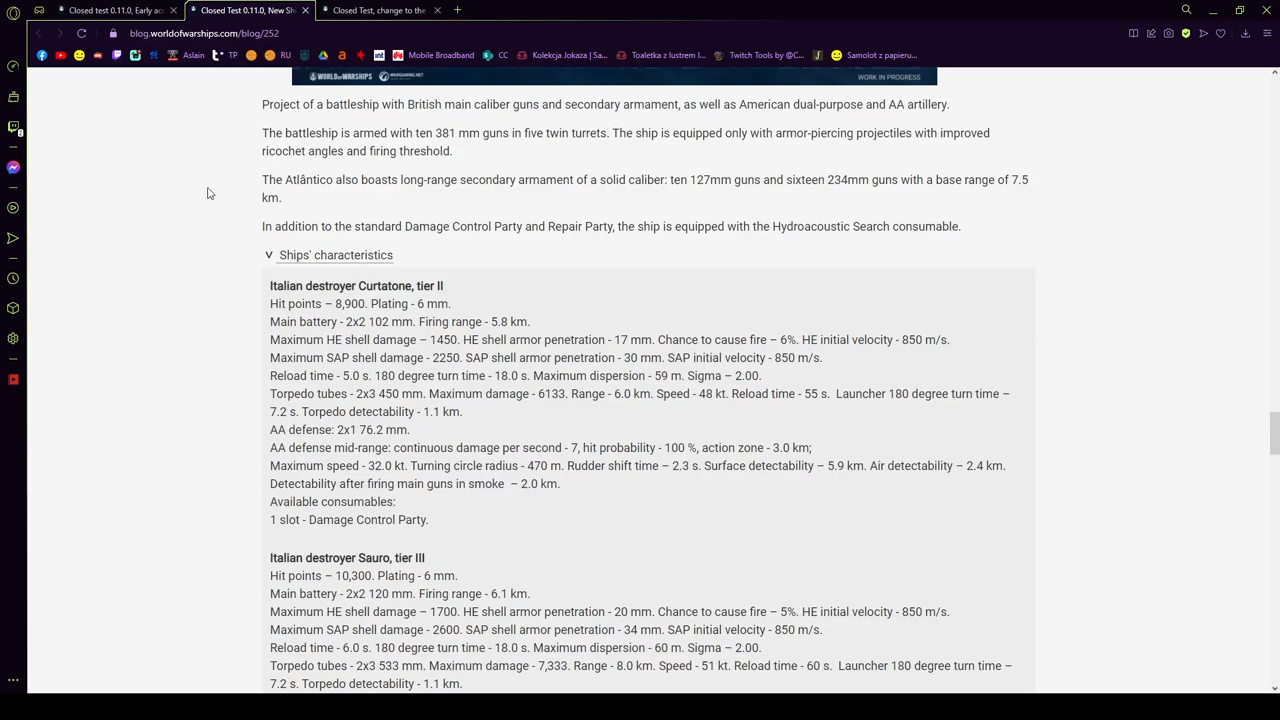 Closed test 0.11.0, Early acc
Closed Test 0.11.0, New Sh
Closed Test, change to the
blog.worldofwarships.com/blog/252
Aslain
TP
RU
Mobile Broadband
CC
Kolekcja Jokaza | Sa...
Toaletka z lustrem I...
Twitch Tools by @C...
Samolot z papieru...
WORLD OF WARSHIPS
WARGAMING.NET
WORK IN PROGRESS
Project of a battleship with British main caliber guns and secondary armament, as well as American dual-purpose and AA artillery.
The battleship is armed with ten 381 mm guns in five twin turrets. The ship is equipped only with armor-piercing projectiles with improved
ricochet angles and firing threshold.
The Atlântico also boasts long-range secondary armament of a solid caliber: ten 127mm guns and sixteen 234mm guns with a base range of 7.5
km.
In addition to the standard Damage Control Party and Repair Party, the ship is equipped with the Hydroacoustic Search consumable.
Ships' characteristics
Italian destroyer Curtatone, tier II
Hit points – 8,900. Plating - 6 mm.
Main battery - 2x2 102 mm. Firing range - 5.8 km.
Maximum HE shell damage – 1450. HE shell armor penetration - 17 mm. Chance to cause fire – 6%. HE initial velocity - 850 m/s.
Maximum SAP shell damage - 2250. SAP shell armor penetration - 30 mm. SAP initial velocity - 850 m/s.
Reload time - 5.0 s. 180 degree turn time - 18.0 s. Maximum dispersion - 59 m. Sigma – 2.00.
Torpedo tubes - 2x3 450 mm. Maximum damage - 6133. Range - 6.0 km. Speed - 48 kt. Reload time - 55 s. Launcher 180 degree turn time –
7.2 s. Torpedo detectability - 1.1 km.
AA defense: 2x1 76.2 mm.
AA defense mid-range: continuous damage per second - 7, hit probability - 100 %, action zone - 3.0 km;
Maximum speed - 32.0 kt. Turning circle radius - 470 m. Rudder shift time – 2.3 s. Surface detectability – 5.9 km. Air detectability – 2.4 km.
Detectability after firing main guns in smoke – 2.0 km.
Available consumables:
1 slot - Damage Control Party.
Italian destroyer Sauro, tier III
Hit points – 10,300. Plating - 6 mm.
Main battery - 2x2 120 mm. Firing range - 6.1 km.
Maximum HE shell damage – 1700. HE shell armor penetration - 20 mm. Chance to cause fire – 5%. HE initial velocity - 850 m/s.
Maximum SAP shell damage - 2600. SAP shell armor penetration - 34 mm. SAP initial velocity - 850 m/s.
Reload time - 6.0 s. 180 degree turn time - 18.0 s. Maximum dispersion - 60 m. Sigma – 2.00.
Torpedo tubes - 2x3 533 mm. Maximum damage - 7,333. Range - 8.0 km. Speed - 51 kt. Reload time - 60 s. Launcher 180 degree turn time –
7.2 s. Torpedo detectability - 1.1 km.